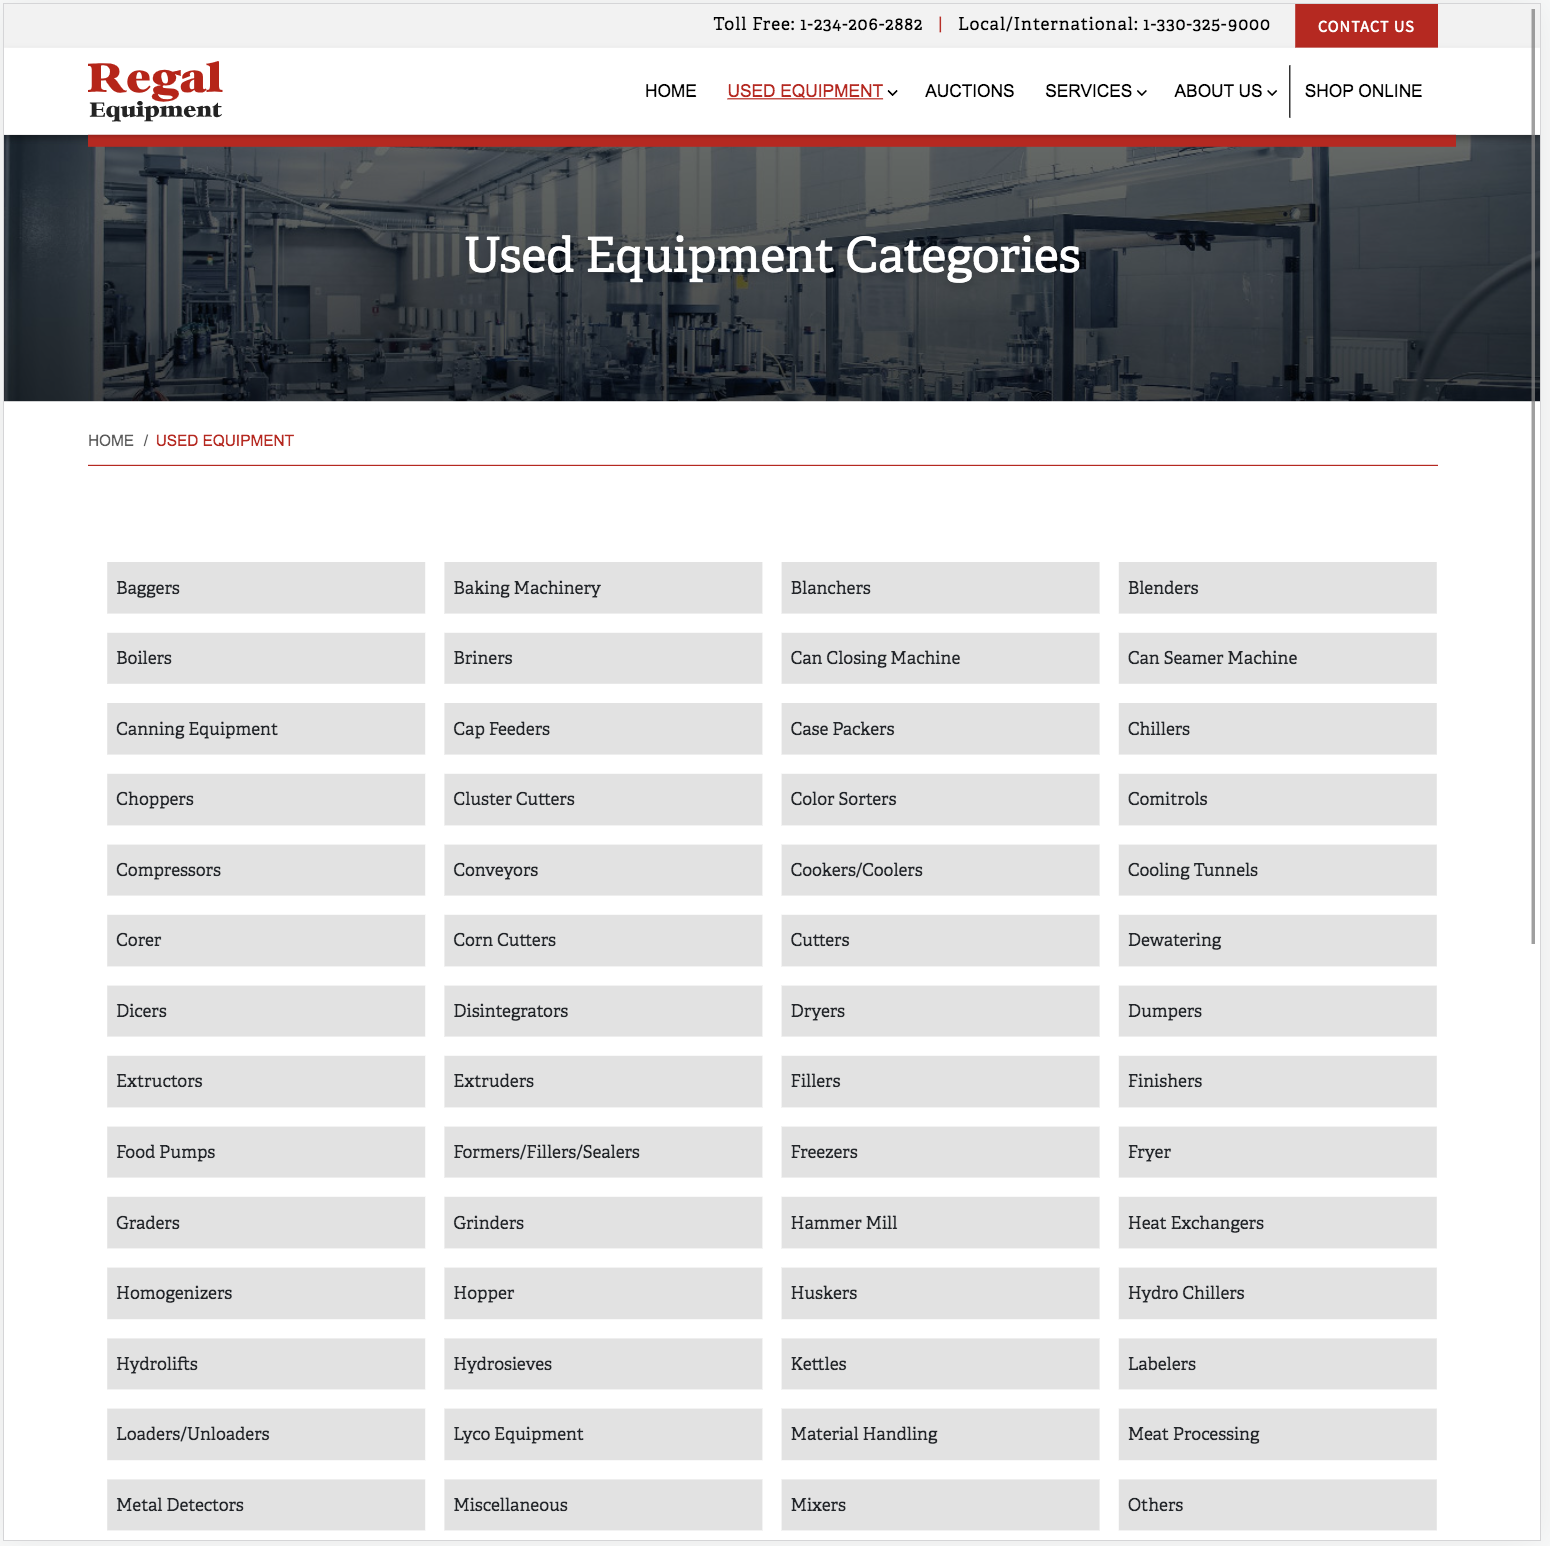 Toll Free: 1-234-206-2882 | Local/International: 1-330-325-9000 CONTACT US
Regal
Equipment
HOME USED EQUIPMENT AUCTIONS SERVICES ABOUT US SHOP ONLINE
Used Equipment Categories
HOME / USED EQUIPMENT
Baggers Baking Machinery Blanchers Blenders
Boilers Briners Can Closing Machine Can Seamer Machine
Canning Equipment Cap Feeders Case Packers Chillers
Choppers Cluster Cutters Color Sorters Comitrols
Compressors Conveyors Cookers/Coolers Cooling Tunnels
Corer Corn Cutters Cutters Dewatering
Dicers Disintegrators Dryers Dumpers
Extructors Extruders Fillers Finishers
Food Pumps Formers/Fillers/Sealers Freezers Fryer
Graders Grinders Hammer Mill Heat Exchangers
Homogenizers Hopper Huskers Hydro Chillers
Hydrolifts Hydrosieves Kettles Labelers
Loaders/Unloaders Lyco Equipment Material Handling Meat Processing
Metal Detectors Miscellaneous Mixers Others